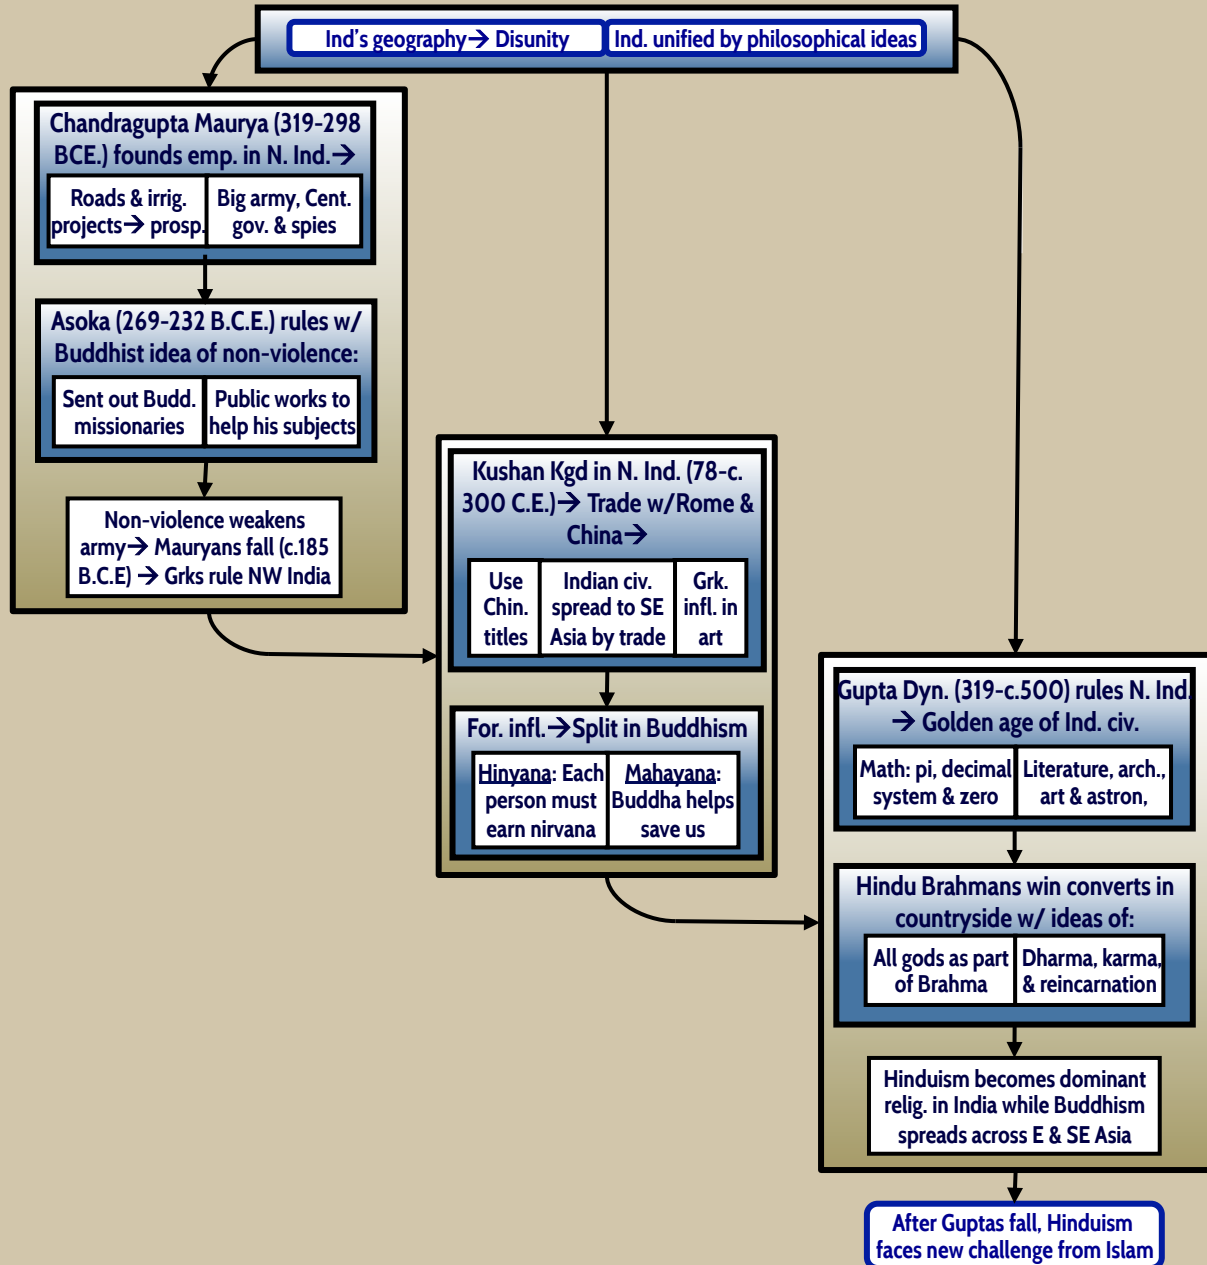 Ind's geography→ Disunity
Ind. unified by philosophical ideas
Chandragupta Maurya (319-298
BCE.) founds emp. in N. Ind.→
Roads & irrig.
projects→ prosp.
Big army, Cent.
gov. & spies
Asoka (269-232 B.C.E.) rules w/
Buddhist idea of non-violence:
Sent out Budd.
missionaries
Public works to
help his subjects
Non-violence weakens
army→ Mauryans fall (c.185
B.C.E) → Grks rule NW India
Kushan Kgd in N. Ind. (78-c.
300 C.E.)→ Trade w/Rome &
China→
Use
Chin.
titles
Indian civ.
spread to SE
Asia by trade
Grk.
infl. in
art
For. infl.→Split in Buddhism
Hinyana: Each
person must
earn nirvana
Mahayana:
Buddha helps
save us
Gupta Dyn. (319-c.500) rules N. Ind.
→ Golden age of Ind. civ.
Math: pi, decimal
system & zero
Literature, arch.,
art & astron,
Hindu Brahmans win converts in
countryside w/ ideas of:
All gods as part
of Brahma
Dharma, karma,
& reincarnation
Hinduism becomes dominant
relig. in India while Buddhism
spreads across E & SE Asia
After Guptas fall, Hinduism
faces new challenge from Islam